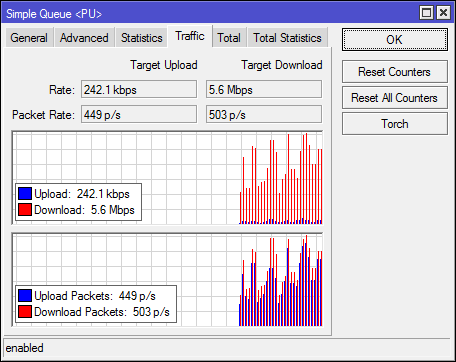 Simple Queue <PU>
General Advanced Statistics Traffic Total Total Statistics
Target Upload Target Download
Rate: 242.1 kbps 5.6 Mbps
Packet Rate: 449 p/s 503 p/s
Upload: 242.1 kbps
Download: 5.6 Mbps
Upload Packets: 449 p/s
Download Packets: 503 p/s
OK
Reset Counters
Reset All Counters
Torch
enabled